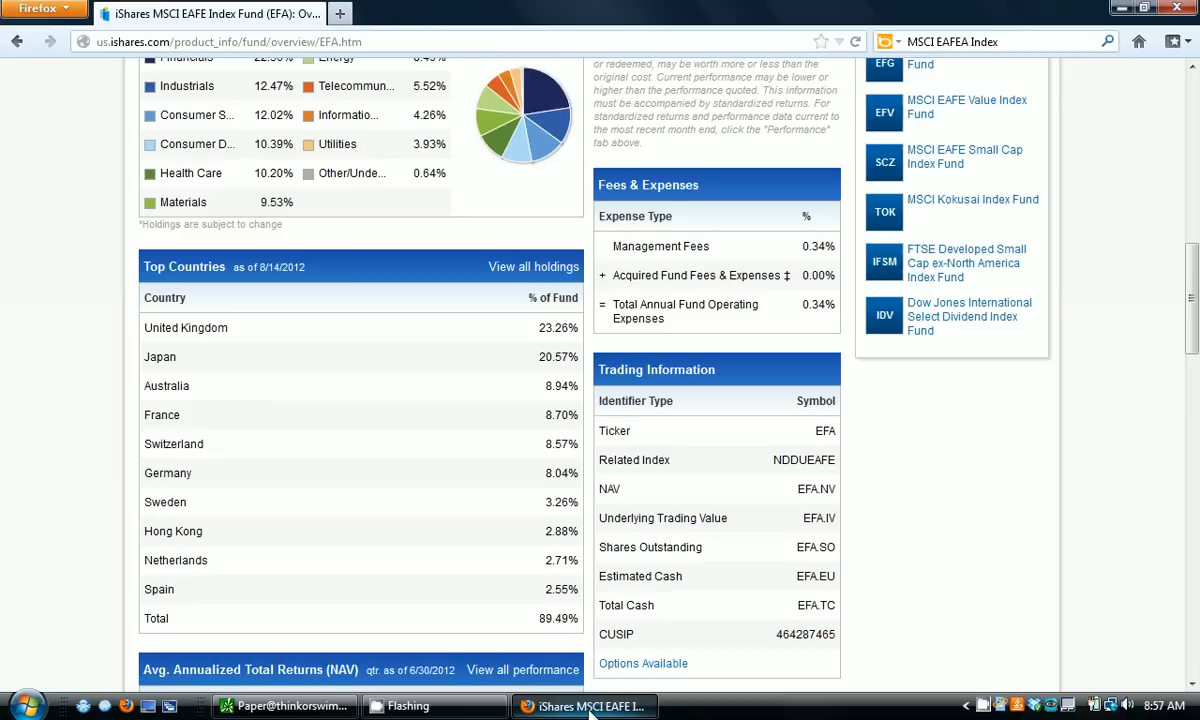 Firefox
iShares MSCI EAFE Index Fund (EFA): Ov...
us.ishares.com/product_info/fund/overview/EFA.htm
MSCI EAFEA Index
Financials
Energy
Industrials 12.47%
Telecommun... 5.52%
Consumer S... 12.02%
Informatio... 4.26%
Consumer D... 10.39%
Utilities 3.93%
Health Care 10.20%
Other/Unde... 0.64%
Materials 9.53%
*Holdings are subject to change
Top Countries as of 8/14/2012 View all holdings
Country % of Fund
United Kingdom 23.26%
Japan 20.57%
Australia 8.94%
France 8.70%
Switzerland 8.57%
Germany 8.04%
Sweden 3.26%
Hong Kong 2.88%
Netherlands 2.71%
Spain 2.55%
Total 89.49%
Avg. Annualized Total Returns (NAV) qtr. as of 6/30/2012 View all performance
or redeemed, may be worth more or less than the
original cost. Current performance may be lower or
higher than the performance quoted. This information
must be accompanied by standardized returns. For
standardized returns and performance data current to
the most recent month end, click the "Performance"
tab above.
Fees & Expenses
Expense Type %
Management Fees 0.34%
+ Acquired Fund Fees & Expenses ‡ 0.00%
= Total Annual Fund Operating 0.34%
Expenses
Trading Information
Identifier Type Symbol
Ticker EFA
Related Index NDDUEAFE
NAV EFA.NV
Underlying Trading Value EFA.IV
Shares Outstanding EFA.SO
Estimated Cash EFA.EU
Total Cash EFA.TC
CUSIP 464287465
Options Available
EFG
Fund
EFV
MSCI EAFE Value Index
Fund
SCZ
MSCI EAFE Small Cap
Index Fund
TOK
MSCI Kokusai Index Fund
IFSM
FTSE Developed Small
Cap ex-North America
Index Fund
IDV
Dow Jones International
Select Dividend Index
Fund
Paper@thinkorswim...
Flashing
iShares MSCI EAFE I...
8:57 AM